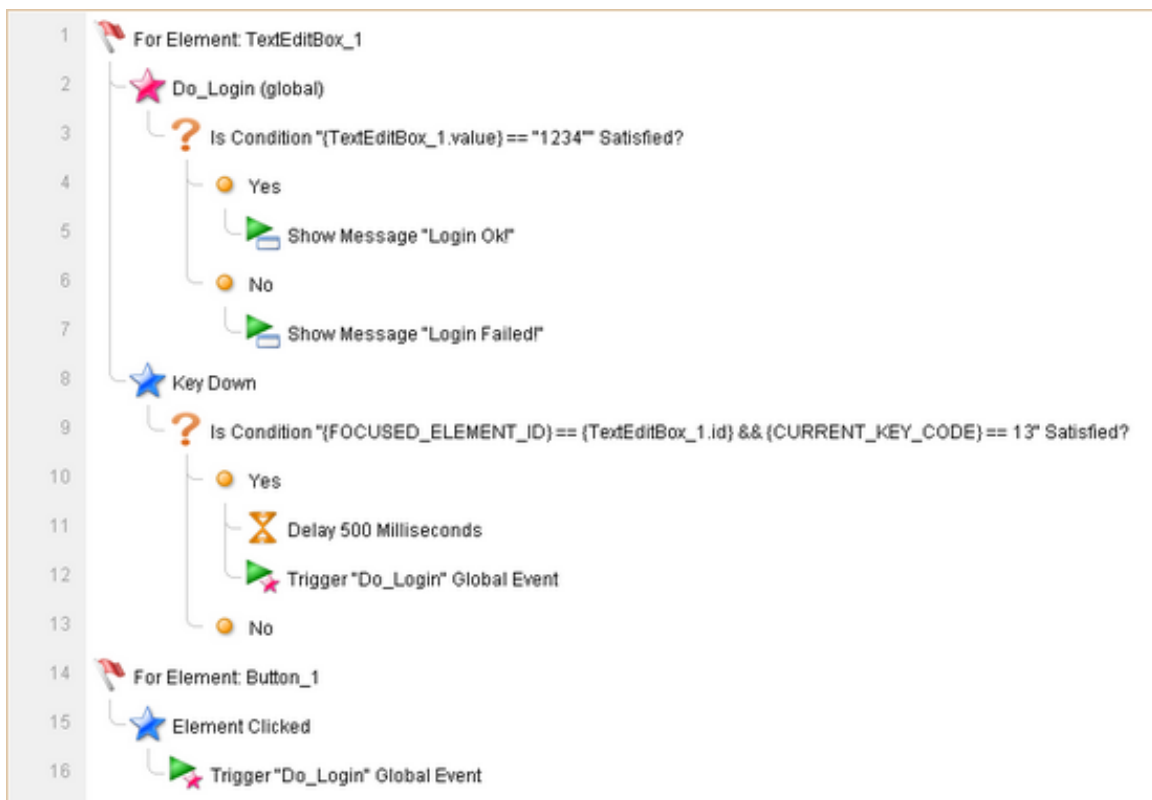 1 For Element: TextEditBox_1
2 Do_Login (global)
3 Is Condition "{TextEditBox_1.value} == "1234"" Satisfied?
4 Yes
5 Show Message "Login Ok!"
6 No
7 Show Message "Login Failed!"
8 Key Down
9 Is Condition "{FOCUSED_ELEMENT_ID} == {TextEditBox_1.id} && {CURRENT_KEY_CODE} == 13" Satisfied?
10 Yes
11 Delay 500 Milliseconds
12 Trigger "Do_Login" Global Event
13 No
14 For Element: Button_1
15 Element Clicked
16 Trigger "Do_Login" Global Event